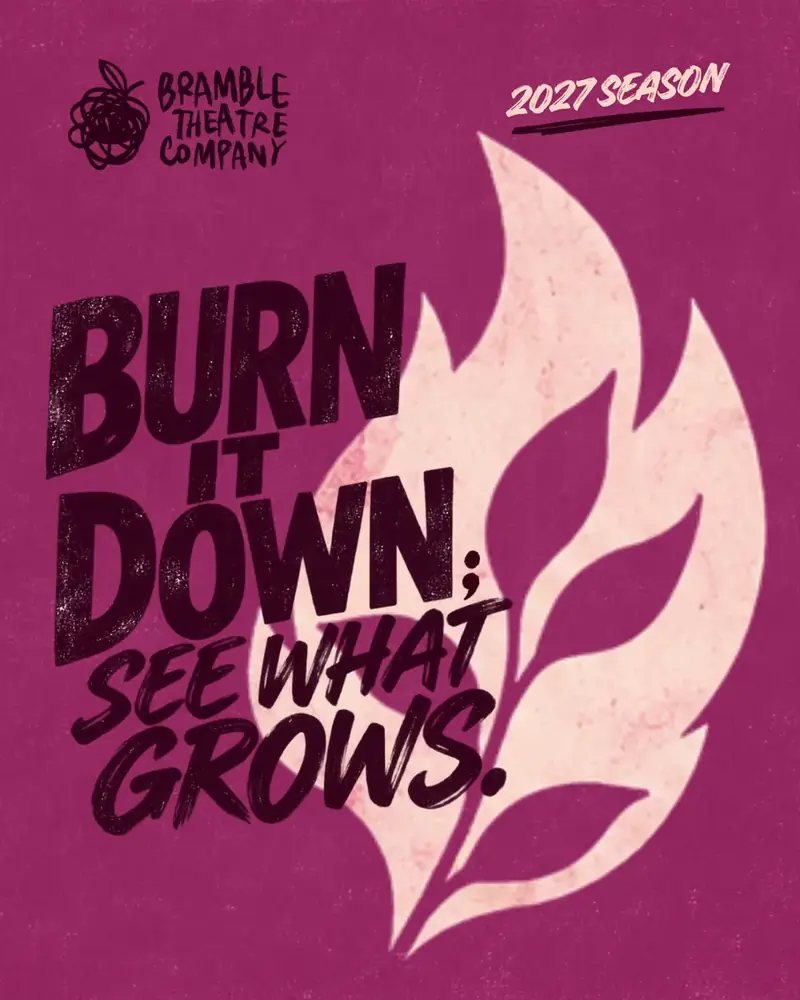 BRAMBLE
THEATRE
COMPANY
2027 SEASON
BURN
IT
DOWN;
SEE WHAT
GROWS.